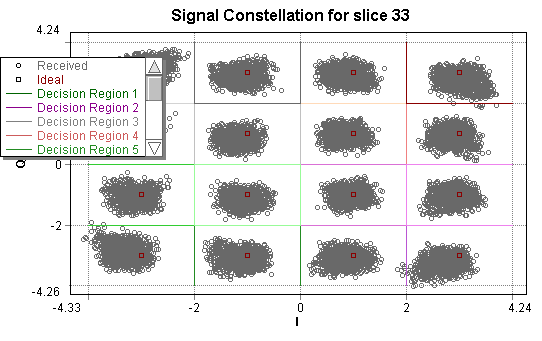 Signal Constellation for slice 33
4.24
Received
Ideal
Decision Region 1
Decision Region 2
Decision Region 3
Decision Region 4
Decision Region 5
0
-2
-4.26
-4.33 -2 0 2 4.24
I